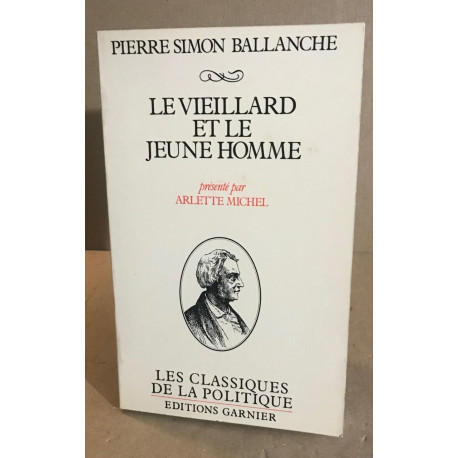 PIERRE SIMON BALLANCHE
LE VIEILLARD
ET LE
JEUNE HOMME
présenté par
ARLETTE MICHEL
LES CLASSIQUES
DE LA POLITIQUE
EDITIONS GARNIER